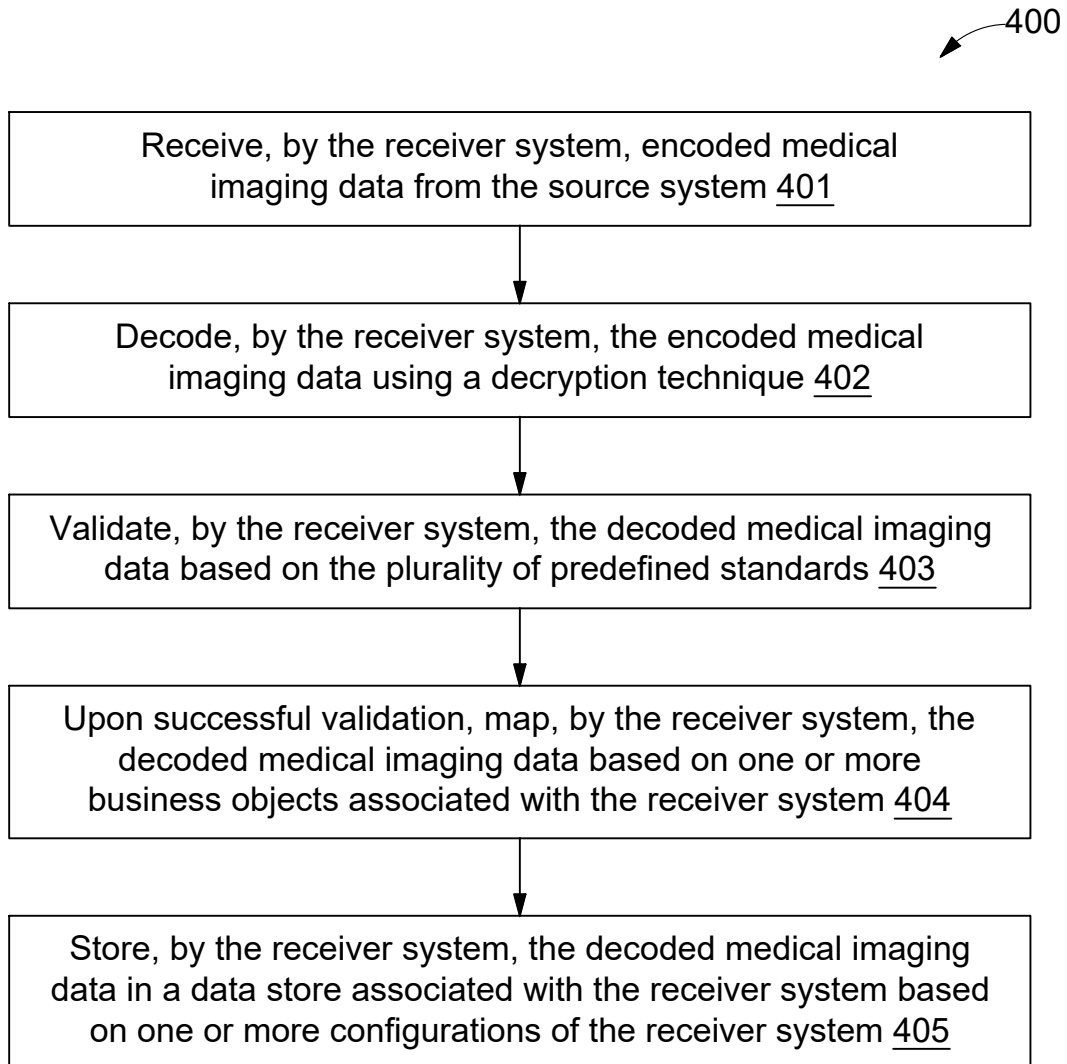 400
Receive, by the receiver system, encoded medical
imaging data from the source system 401
Decode, by the receiver system, the encoded medical
imaging data using a decryption technique 402
Validate, by the receiver system, the decoded medical imaging
data based on the plurality of predefined standards 403
Upon successful validation, map, by the receiver system, the
decoded medical imaging data based on one or more
business objects associated with the receiver system 404
Store, by the receiver system, the decoded medical imaging
data in a data store associated with the receiver system based
on one or more configurations of the receiver system 405